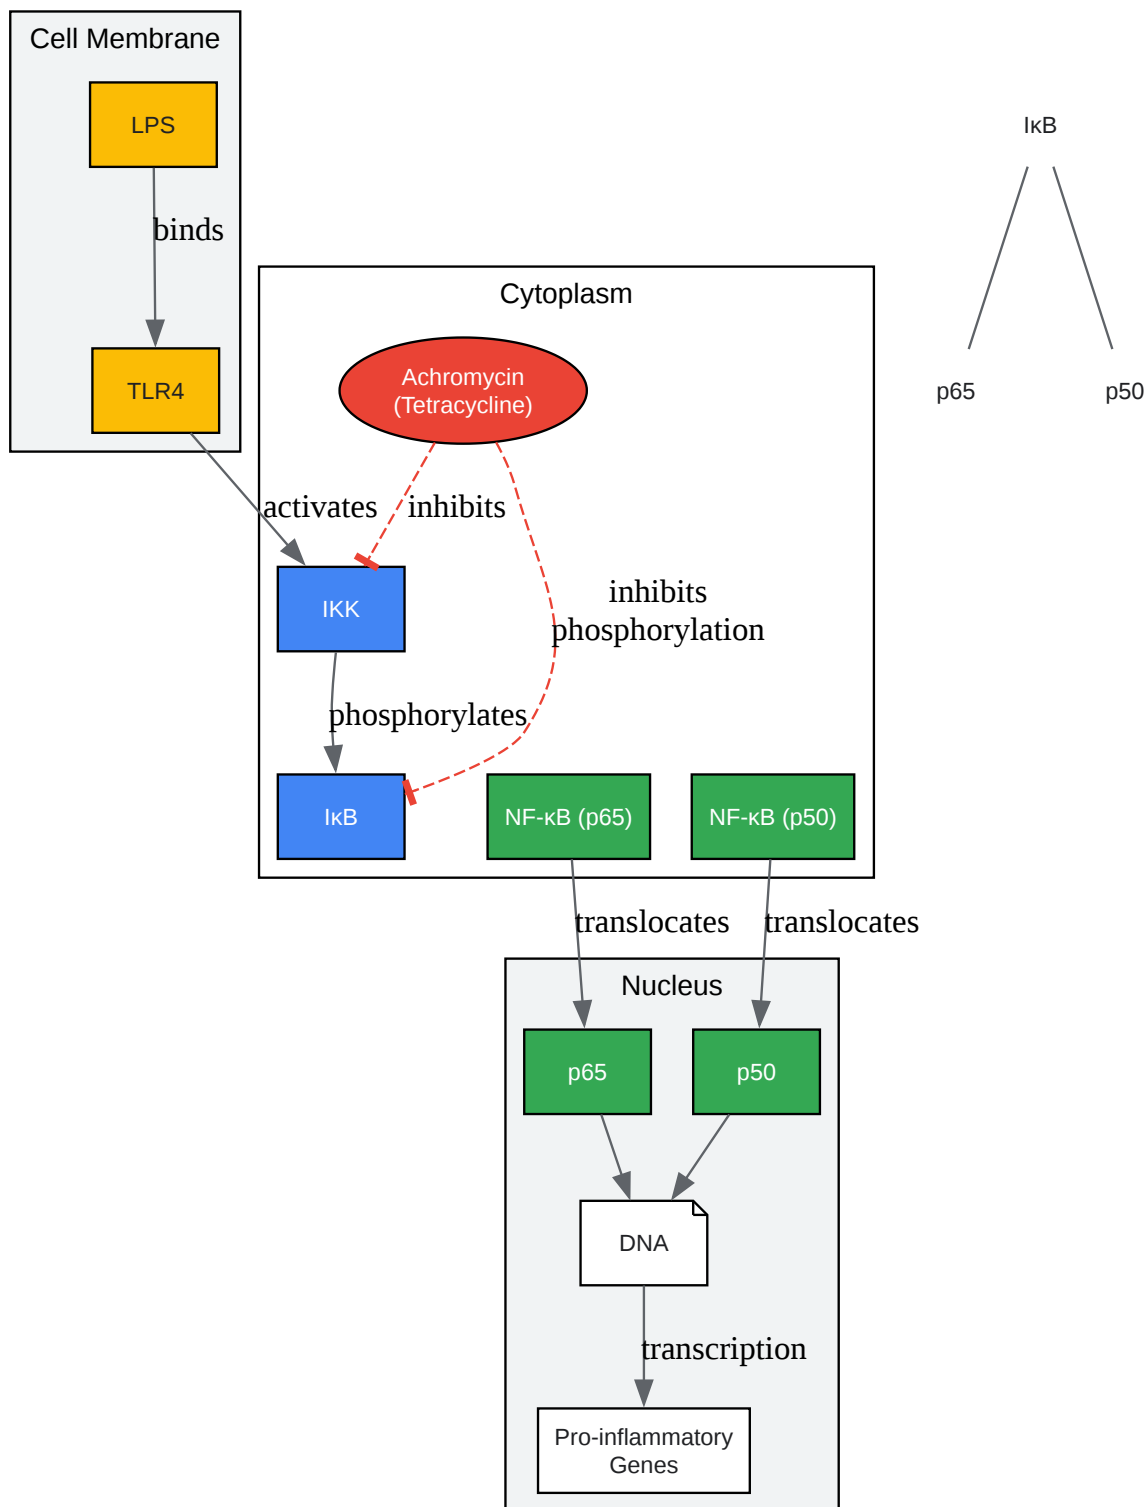 Cell Membrane
LPS
IκB
binds
Cytoplasm
TLR4
Achromycin
(Tetracycline)
p65
p50
activates
inhibits
inhibits
phosphorylation
IKK
phosphorylates
IκB
NF-κB (p65)
NF-κB (p50)
translocates
translocates
Nucleus
p65
p50
DNA
transcription
Pro-inflammatory
Genes